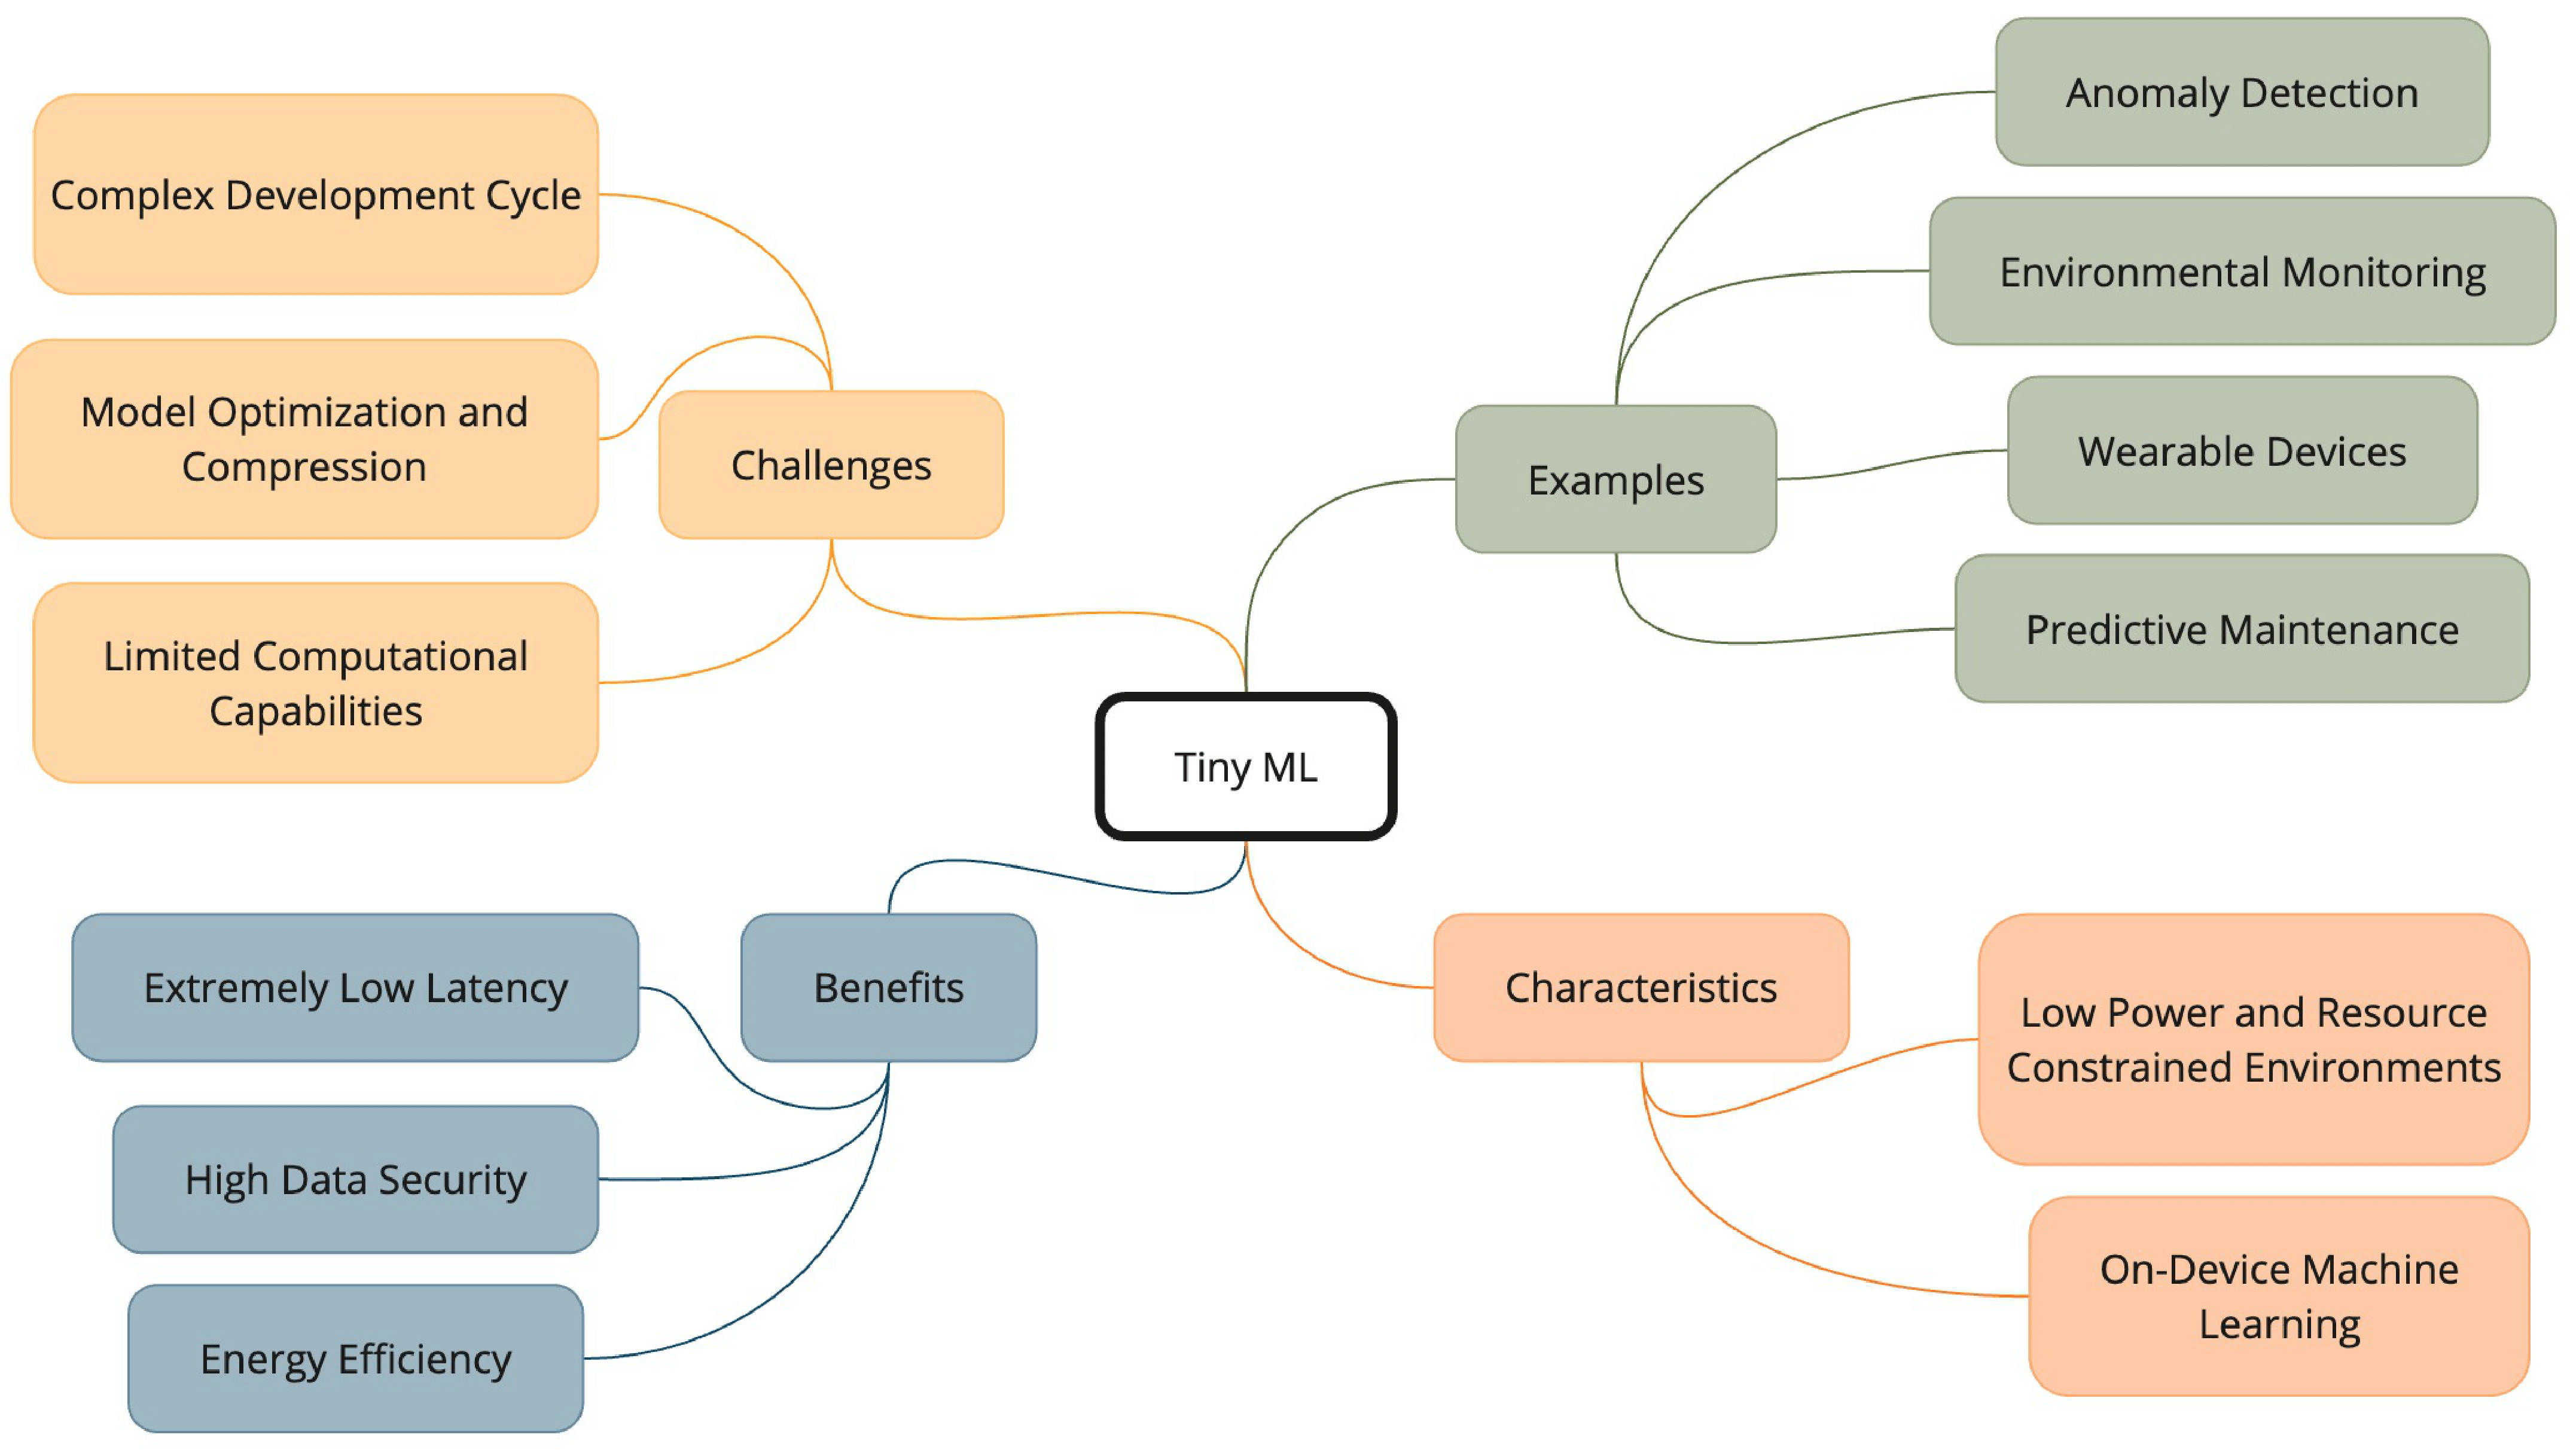 Anomaly Detection
Complex Development Cycle
Environmental Monitoring
Model Optimization and
Compression
Challenges
Examples
Wearable Devices
Limited Computational
Capabilities
Predictive Maintenance
Tiny ML
Extremely Low Latency
Benefits
Characteristics
Low Power and Resource
Constrained Environments
High Data Security
On-Device Machine
Learning
Energy Efficiency